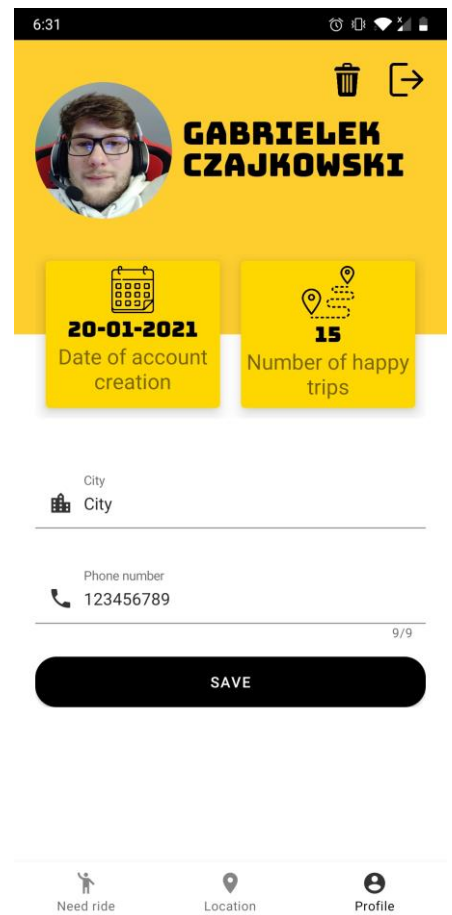 6:31
GABRIELEK
CZAJKOWSKI
20-01-2021
Date of account
creation
15
Number of happy
trips
City
City
Phone number
123456789
9/9
SAVE
Need ride
Location
Profile